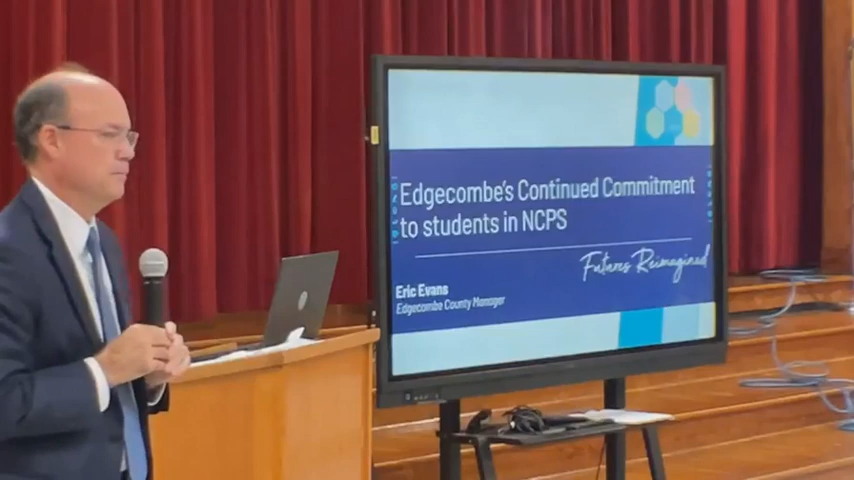 Edgecombe's Continued Commitment
to students in NCPS
Futures Reimagined
Eric Evans
Edgecombe County Manager